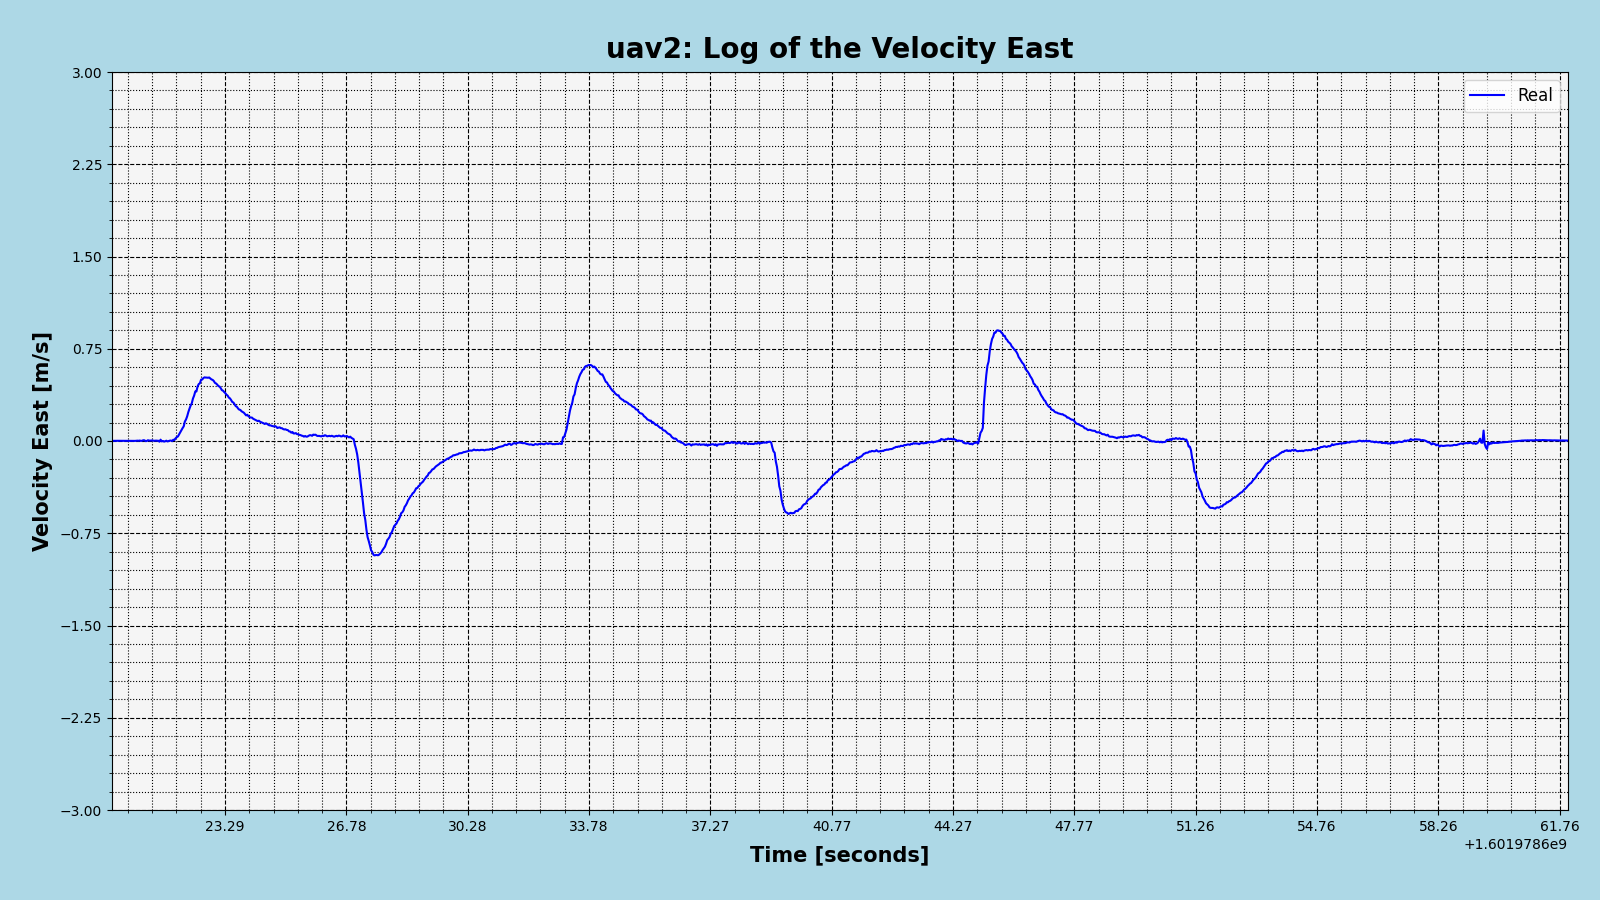 uav2: Log of the Velocity East
Real
3.00
2.25
1.50
0.75
0.00
−0.75
−1.50
−2.25
−3.00
Velocity East [m/s]
23.29 26.78 30.28 33.78 37.27 40.77 44.27 47.77 51.26 54.76 58.26 61.76
+1.6019786e9
Time [seconds]